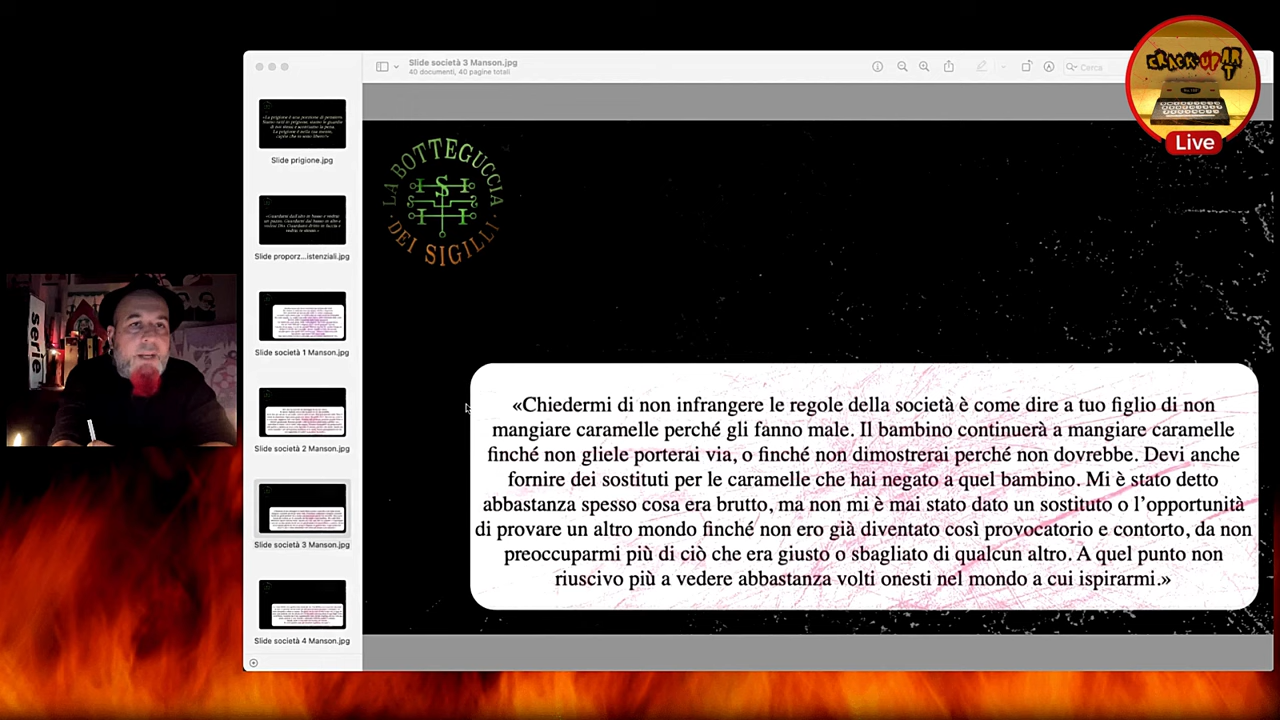 Slide società 3 Manson.jpg
40 documenti, 40 pagine totali
Cerca
CRACK-UP
ART
Live
Slide prigione.jpg
Slide proporz...istenziali.jpg
Slide società 1 Manson.jpg
Slide società 2 Manson.jpg
Slide società 3 Manson.jpg
Slide società 4 Manson.jpg
serie
LA BOTTEGUCCIA
DEI SIGILLI
«Chiedermi di non infrangere le regole della società è come dire a tuo figlio di non
mangiare caramelle perché gli fanno male. Il bambino continuerà a mangiare caramelle
finché non gliele porterai via, o finché non dimostrerai perché non dovrebbe. Devi anche
fornire dei sostituti per le caramelle che hai negato a quel bambino. Mi è stato detto
abbastanza spesso cosa era brutto, ma non mi è mai stato dato un sostituto o l’opportunità
di provare un altro mondo finché non ero già diventato così provocatorio e contorto, da non
preoccuparmi più di ciò che era giusto o sbagliato di qualcun altro. A quel punto non
riuscivo più a vedere abbastanza volti onesti nel mondo a cui ispirarmi.»